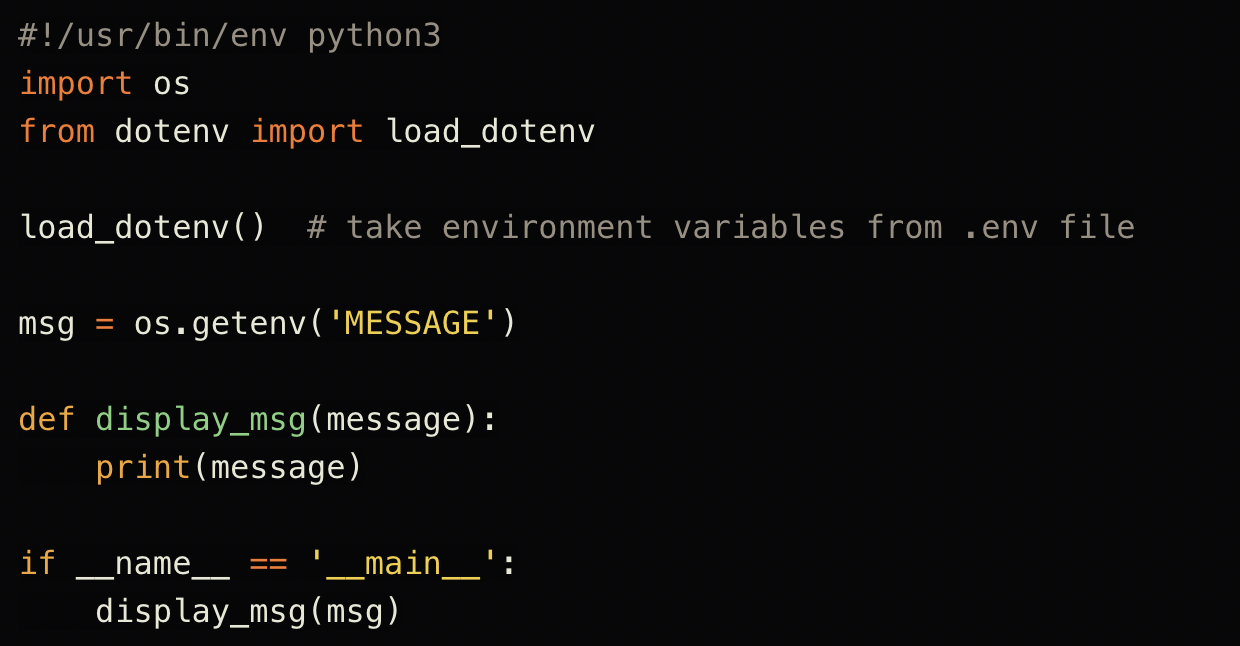 #!/usr/bin/env python3
import os
from dotenv import load_dotenv

load_dotenv()  # take environment variables from .env file

msg = os.getenv('MESSAGE')

def display_msg(message):
    print(message)

if __name__ == '__main__':
    display_msg(msg)